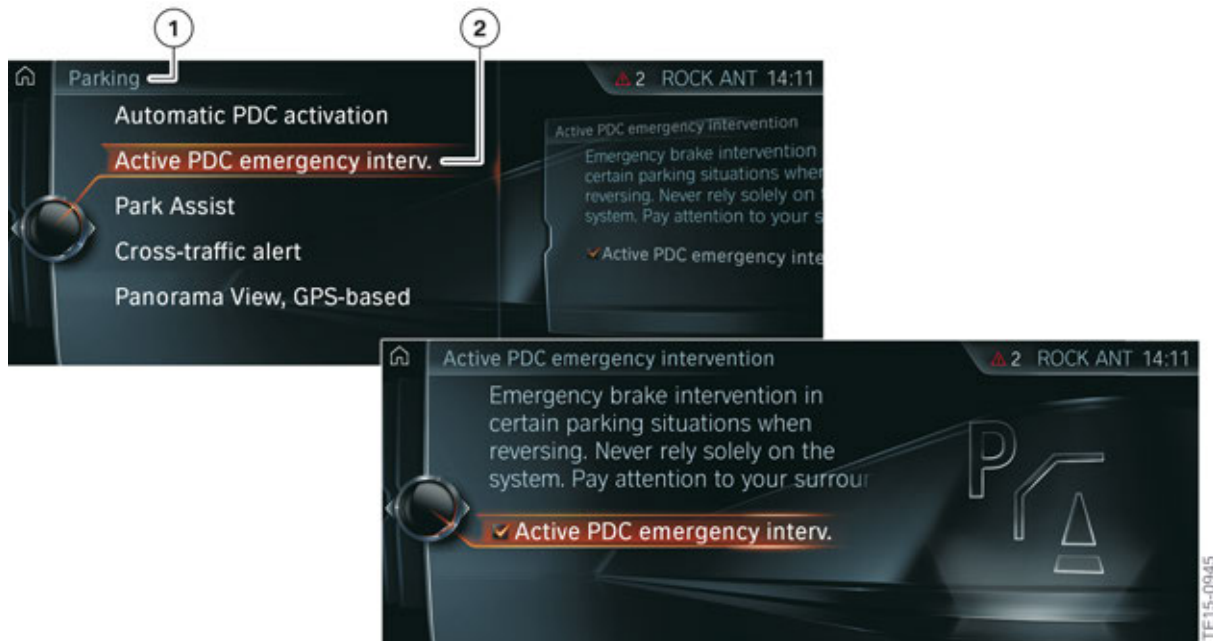 1
2
Parking
2 ROCK ANT 14:11
Automatic PDC activation
Active PDC emergency interv.
Park Assist
Cross-traffic alert
Panorama View, GPS-based
Active PDC emergency intervention
Emergency brake intervention
certain parking situations when
reversing. Never rely solely on
system. Pay attention to your s
Active PDC emergency inte
Active PDC emergency intervention
2 ROCK ANT 14:11
Emergency brake intervention in
certain parking situations when
reversing. Never rely solely on the
system. Pay attention to your surrou
Active PDC emergency interv.
P
TE15-0945